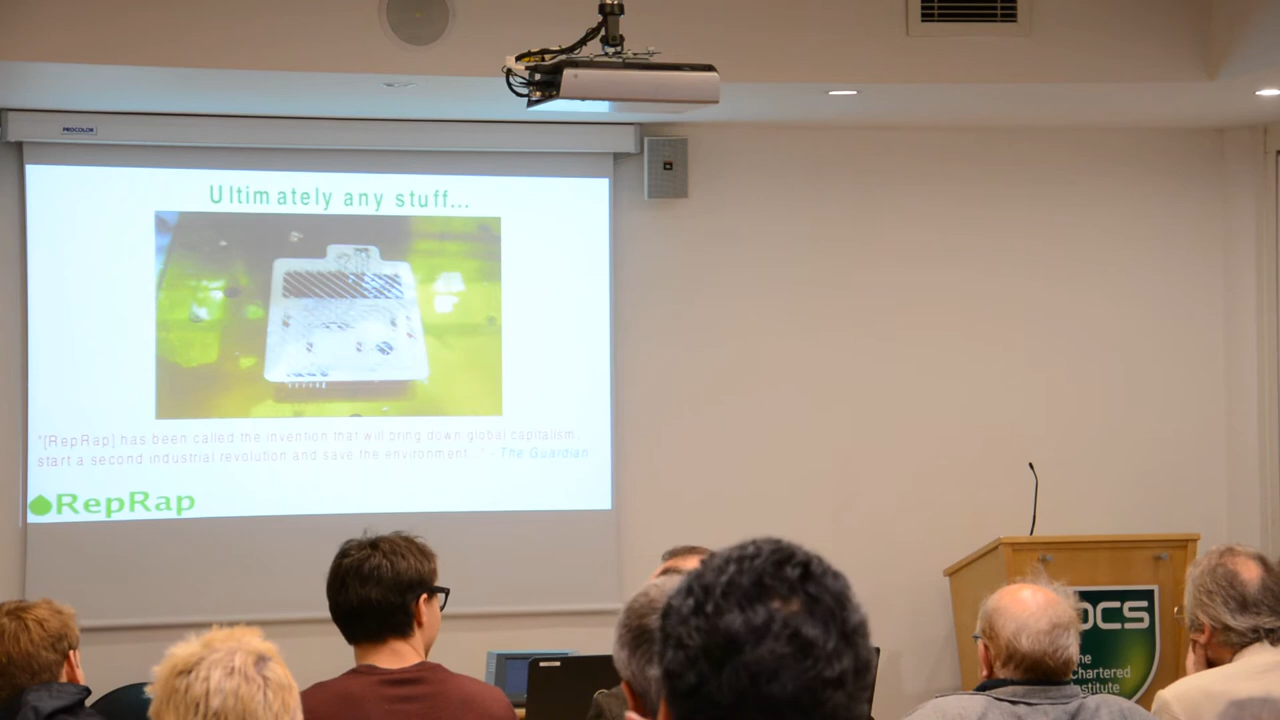 PROCOLOR
Ultimately any stuff...
"[RepRap] has been called the invention that will bring down global capitalism,
start a second industrial revolution and save the environment..." - The Guardian
RepRap
BCS
The
Chartered
Institute